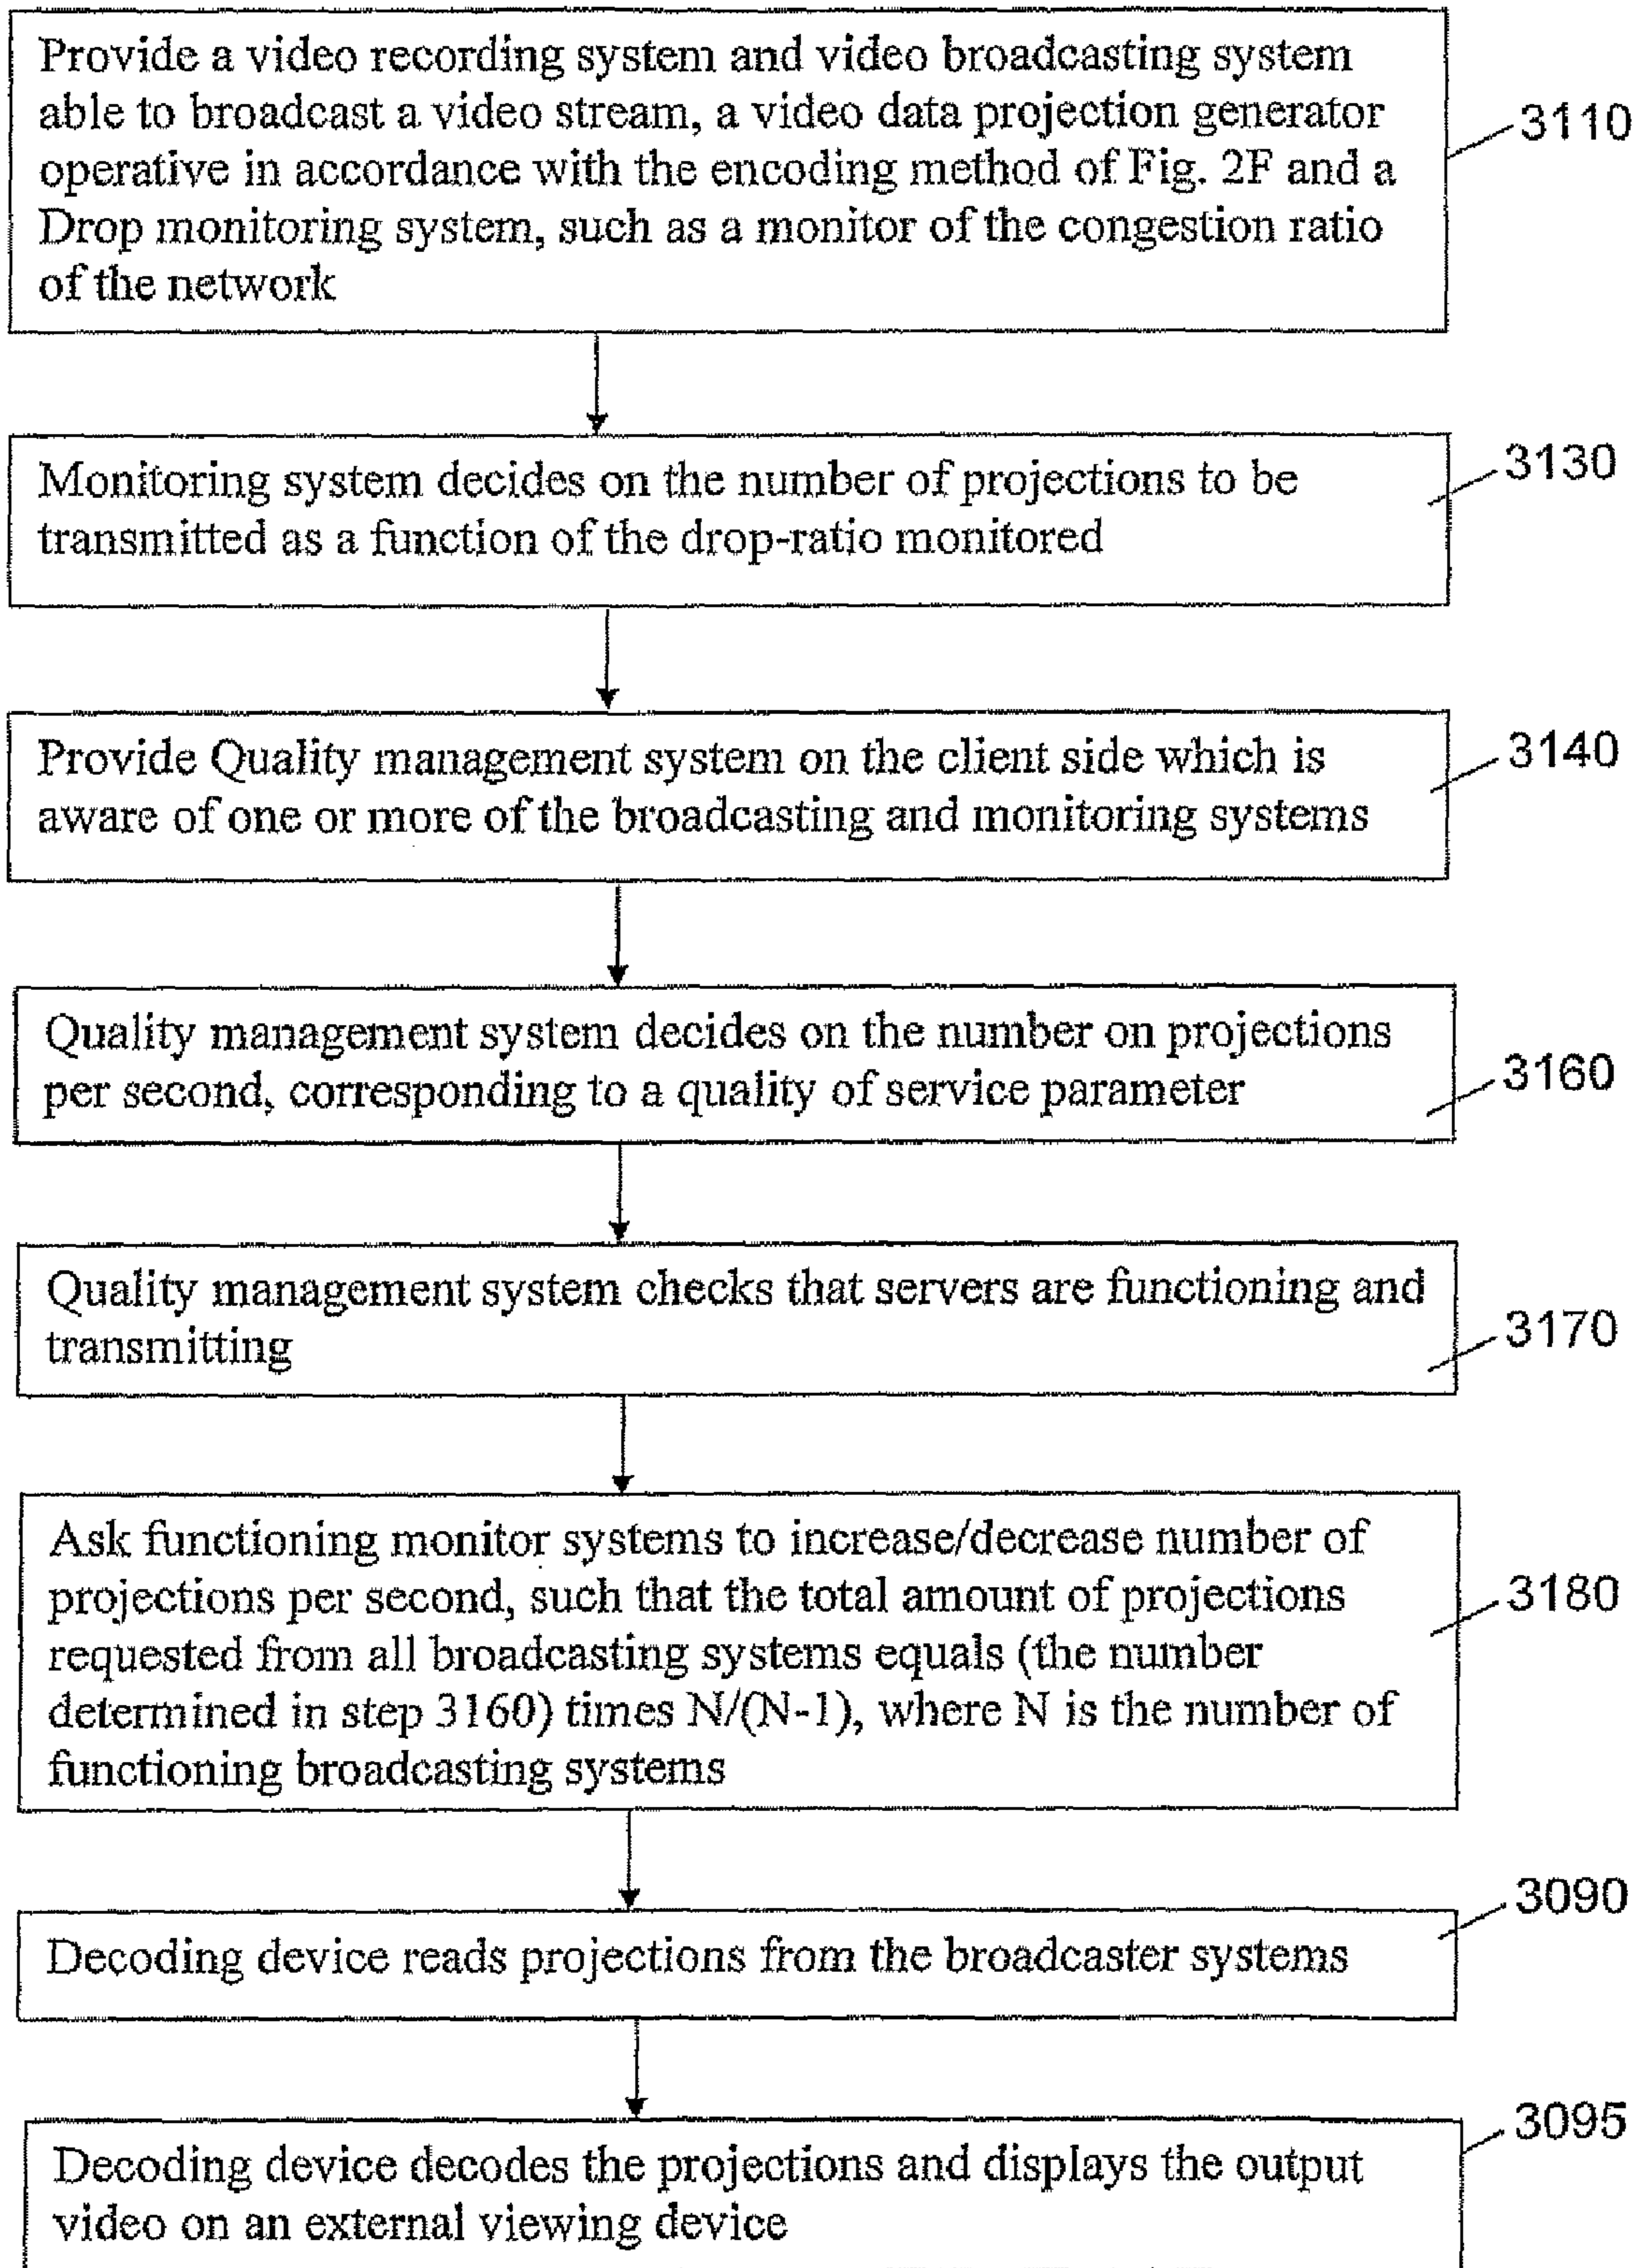 Provide a video recording system and video broadcasting system
able to broadcast a video stream, a video data projection generator
operative in accordance with the encoding method of Fig. 2F and a
Drop monitoring system, such as a monitor of the congestion ratio
of the network
3110
Monitoring system decides on the number of projections to be
transmitted as a function of the drop-ratio monitored
3130
Provide Quality management system on the client side which is
aware of one or more of the broadcasting and monitoring systems
3140
Quality management system decides on the number on projections
per second, corresponding to a quality of service parameter
3160
Quality management system checks that servers are functioning and
transmitting
3170
Ask functioning monitor systems to increase/decrease number of
projections per second, such that the total amount of projections
requested from all broadcasting systems equals (the number
determined in step 3160) times N/(N-1), where N is the number of
functioning broadcasting systems
3180
Decoding device reads projections from the broadcaster systems
3090
Decoding device decodes the projections and displays the output
video on an external viewing device
3095